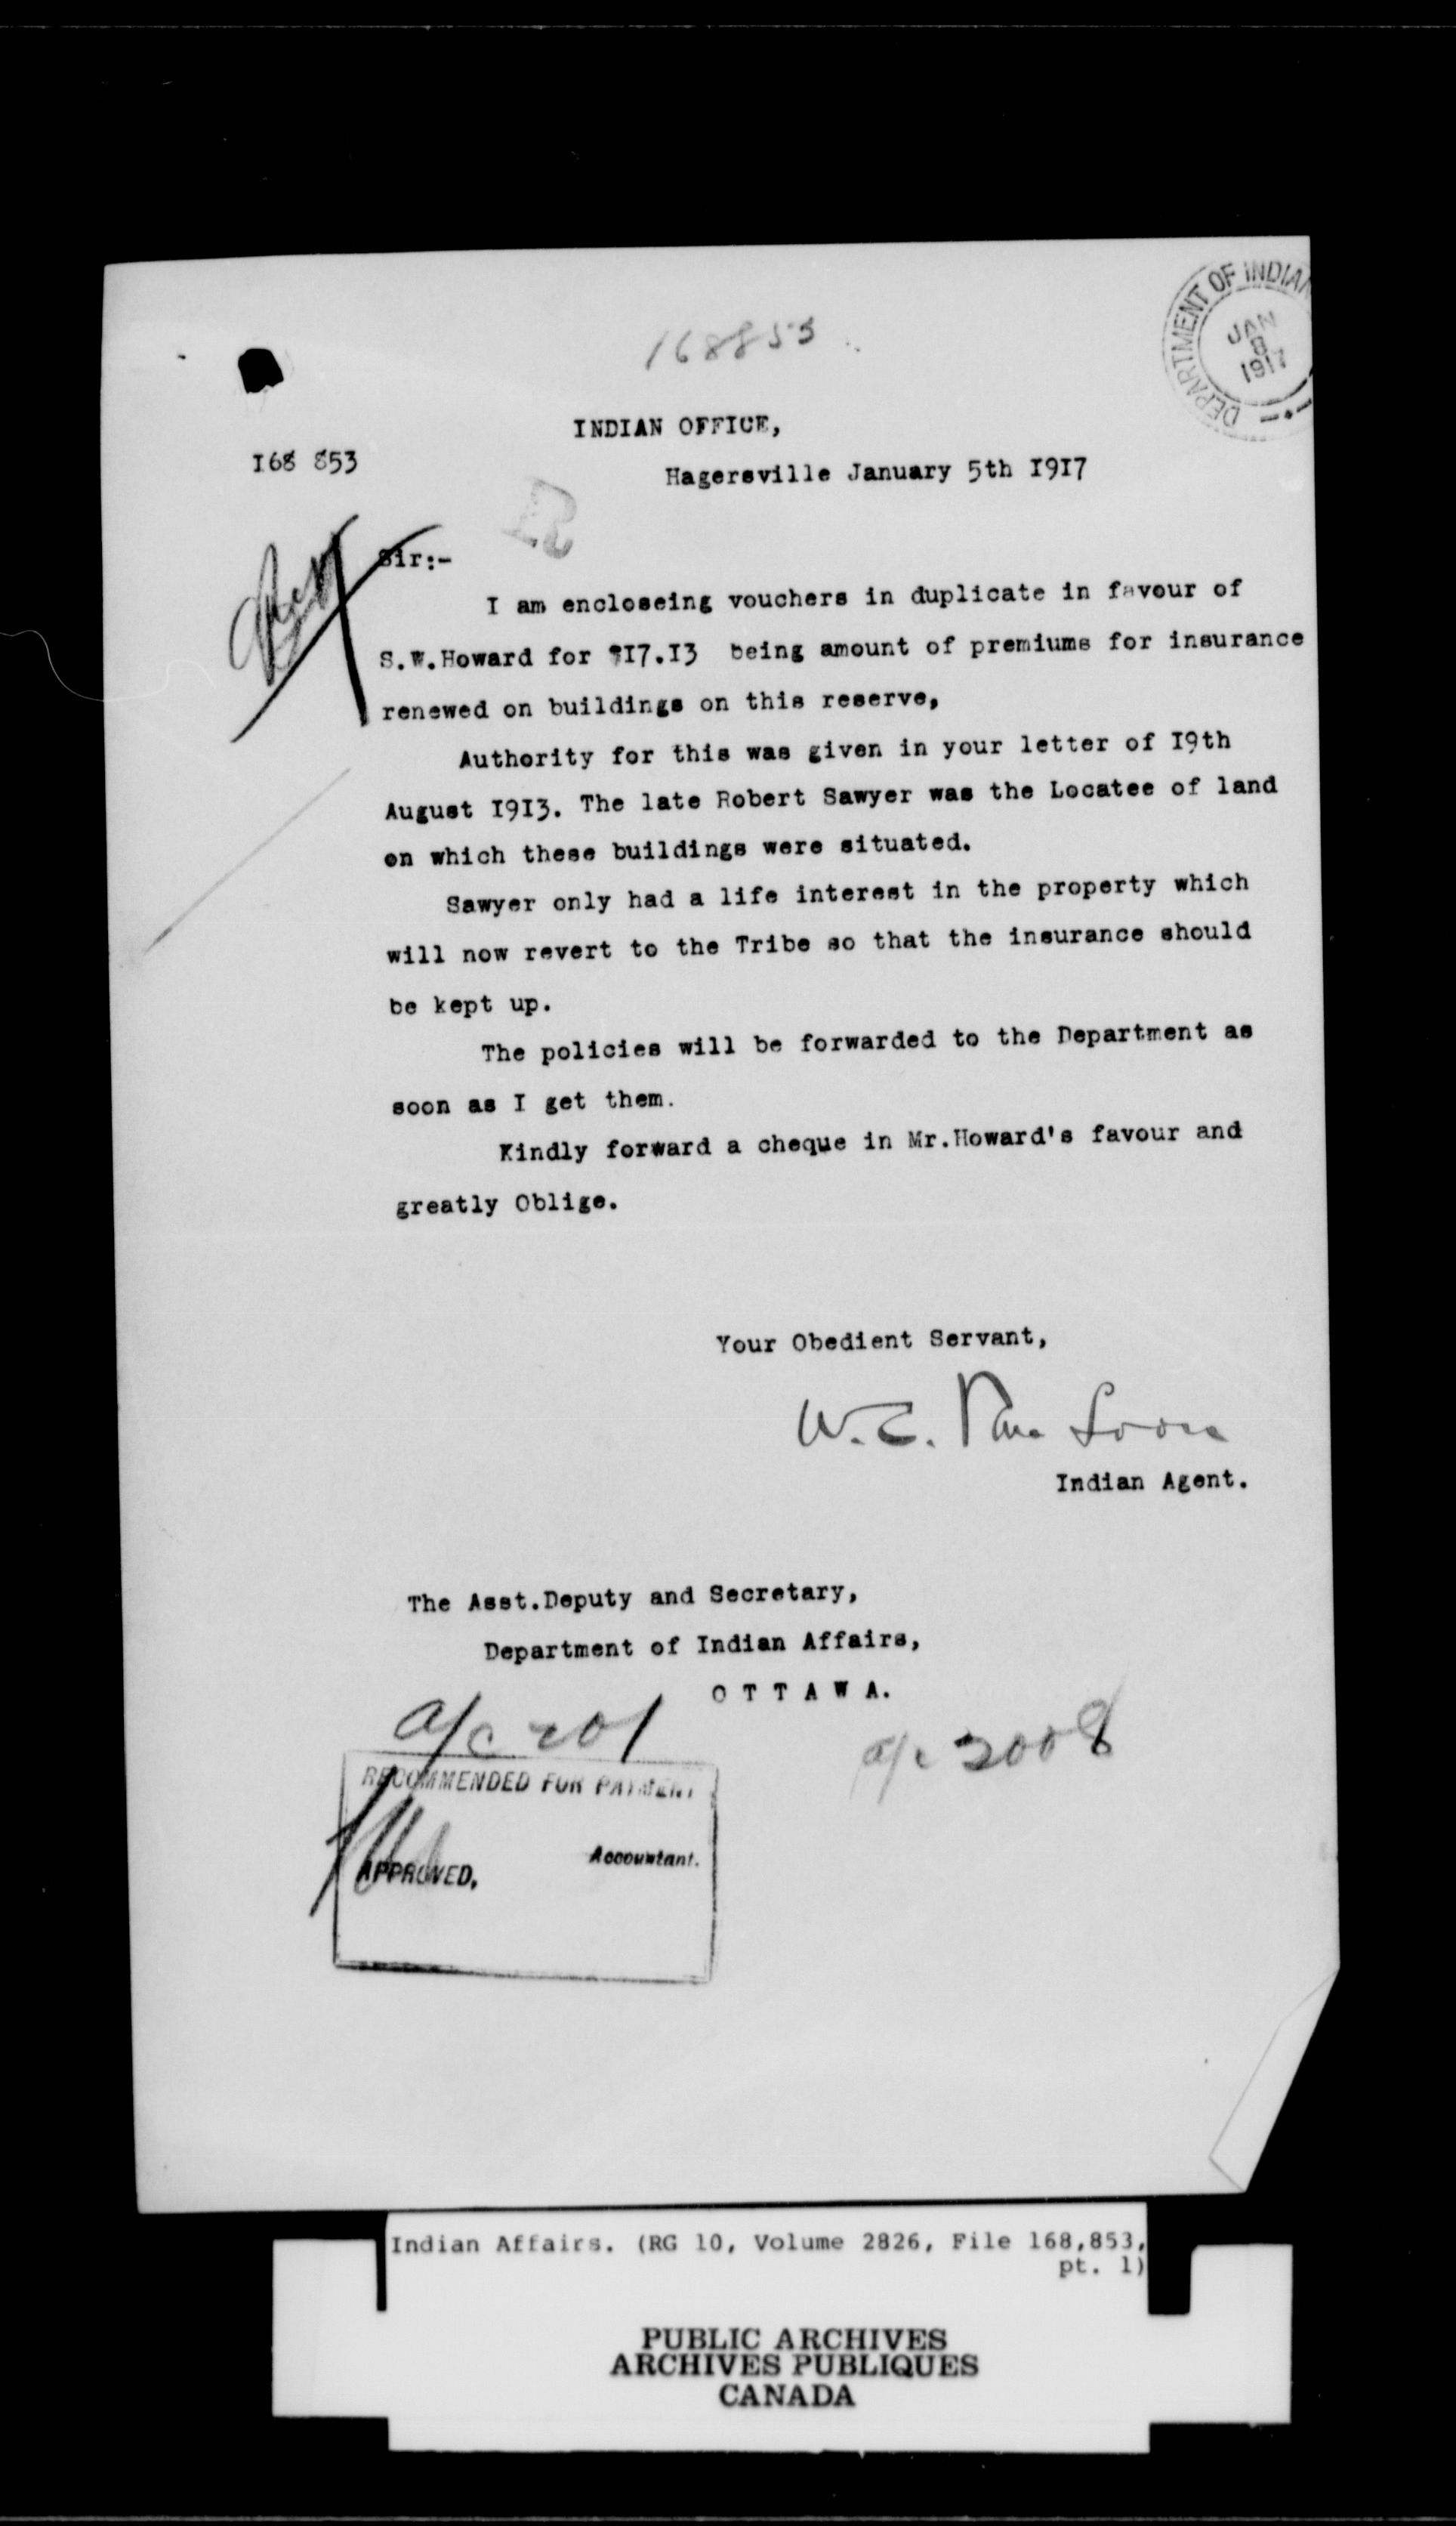 168853
DEPARTMENT OF INDIAN
JAN
8
1917
INDIAN OFFICE,
168 853
Hagersville January 5th 1917
R
Sir:-
I am encloseing vouchers in duplicate in favour of
S.W.Howard for $17.13 being amount of premiums for insurance
renewed on buildings on this reserve,
Authority for this was given in your letter of 19th
August 1913. The late Robert Sawyer was the Locatee of land
on which these buildings were situated.
Sawyer only had a life interest in the property which
will now revert to the Tribe so that the insurance should
be kept up.
The policies will be forwarded to the Department as
soon as I get them.
Kindly forward a cheque in Mr.Howard's favour and
greatly Oblige.
Your Obedient Servant,
W.C. Van Loon
Indian Agent.
The Asst.Deputy and Secretary,
Department of Indian Affairs,
O T T A W A.
a/c 201
a/c 2008
RECOMMENDED FOR PAYMENT
Accountant.
APPROVED,
Indian Affairs. (RG 10, Volume 2826, File 168,853,
pt. 1)
PUBLIC ARCHIVES
ARCHIVES PUBLIQUES
CANADA